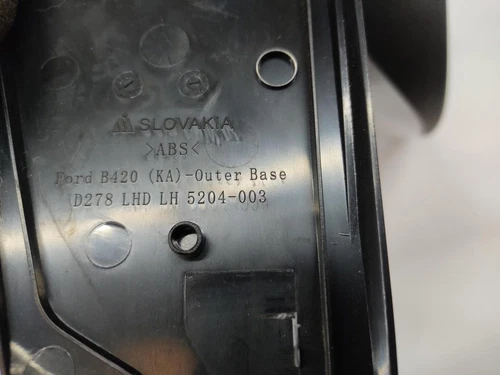 SLOVAKIA
>ABS<
Ford B420 (KA)-Outer Base
D278 LHD LH 5204-003